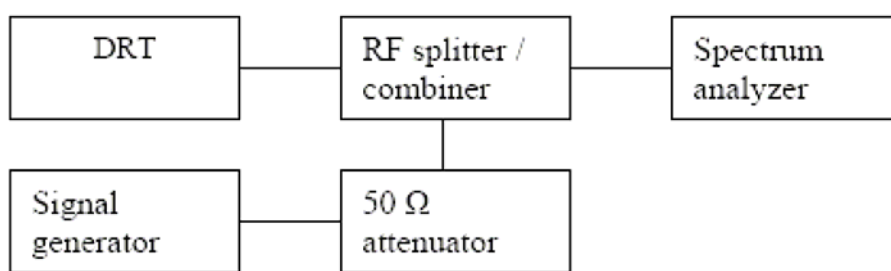 DRT
RF splitter /
combiner
Spectrum
analyzer
Signal
generator
50 Ω
attenuator